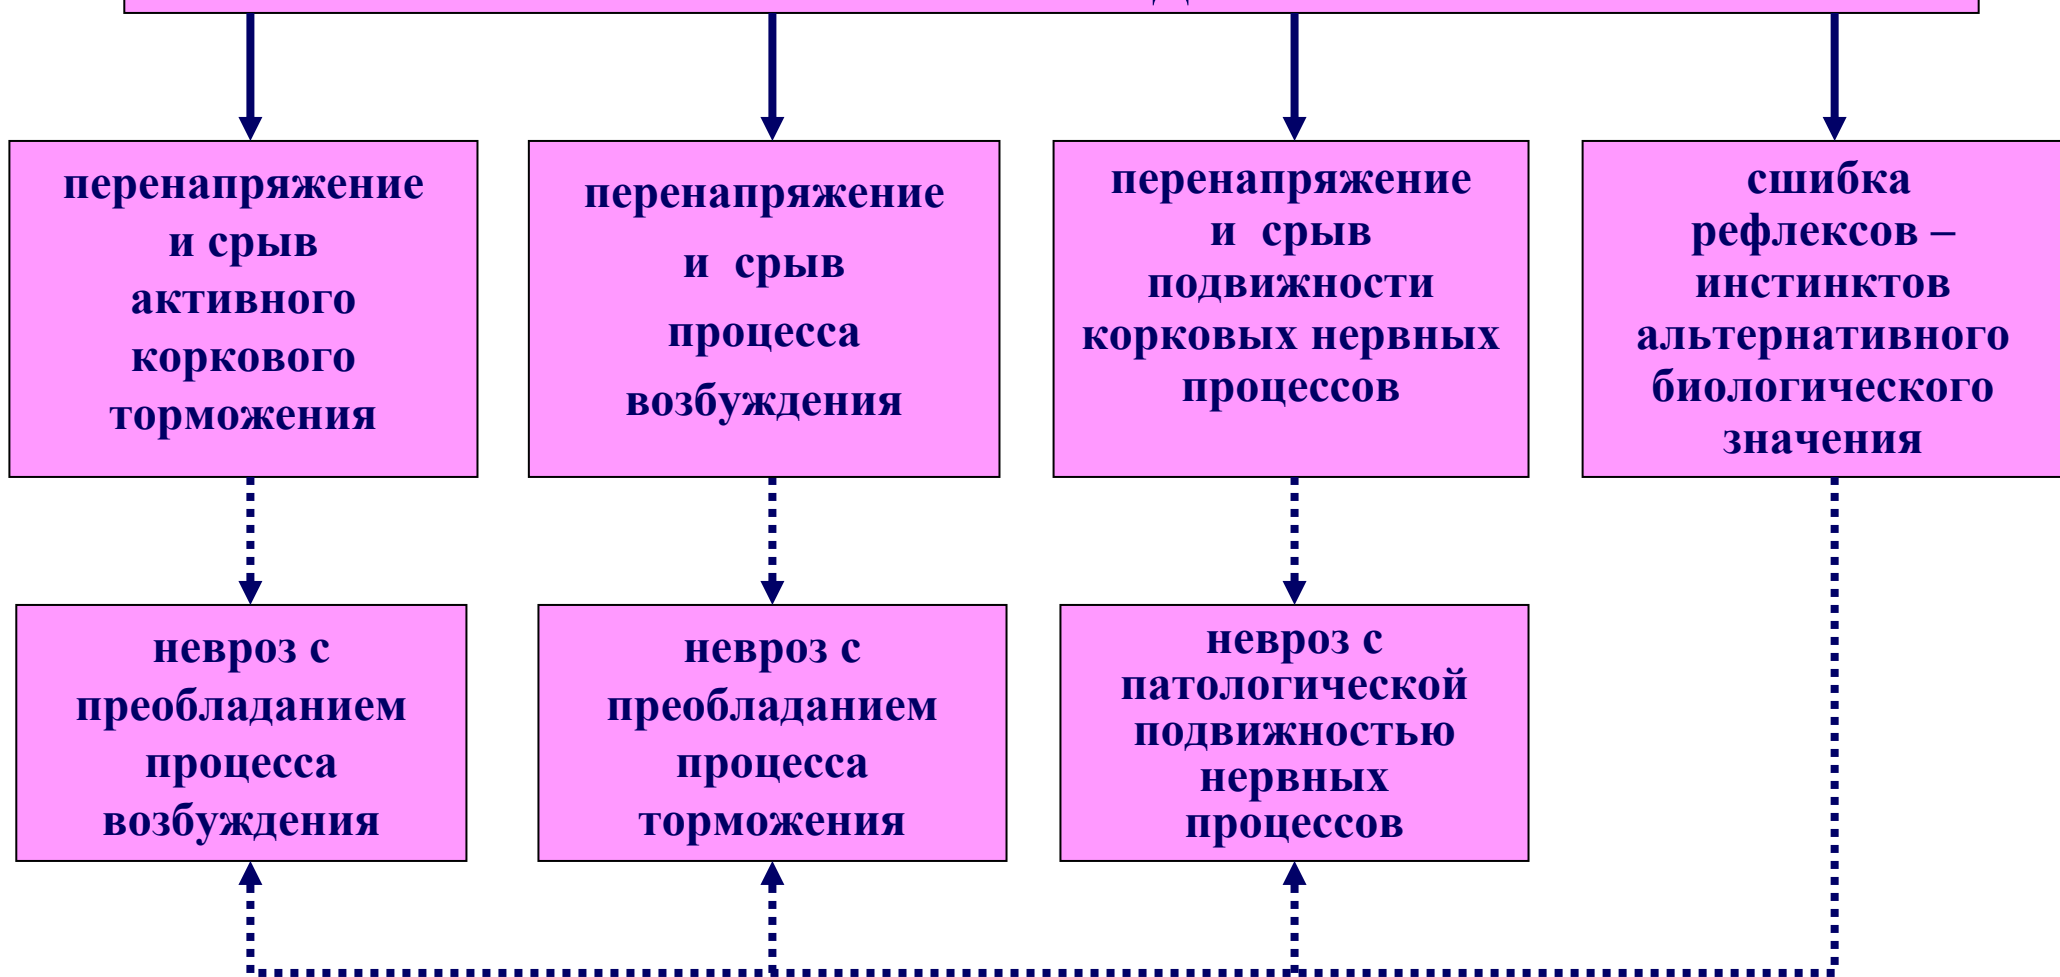 перенапряжение
и срыв
активного
коркового
торможения
перенапряжение
и срыв
процесса
возбуждения
перенапряжение
и срыв
подвижности
корковых нервных
процессов
сшибка
рефлексов –
инстинктов
альтернативного
биологического
значения
невроз с
преобладанием
процесса
возбуждения
невроз с
преобладанием
процесса
торможения
невроз с
патологической
подвижностью
нервных
процессов